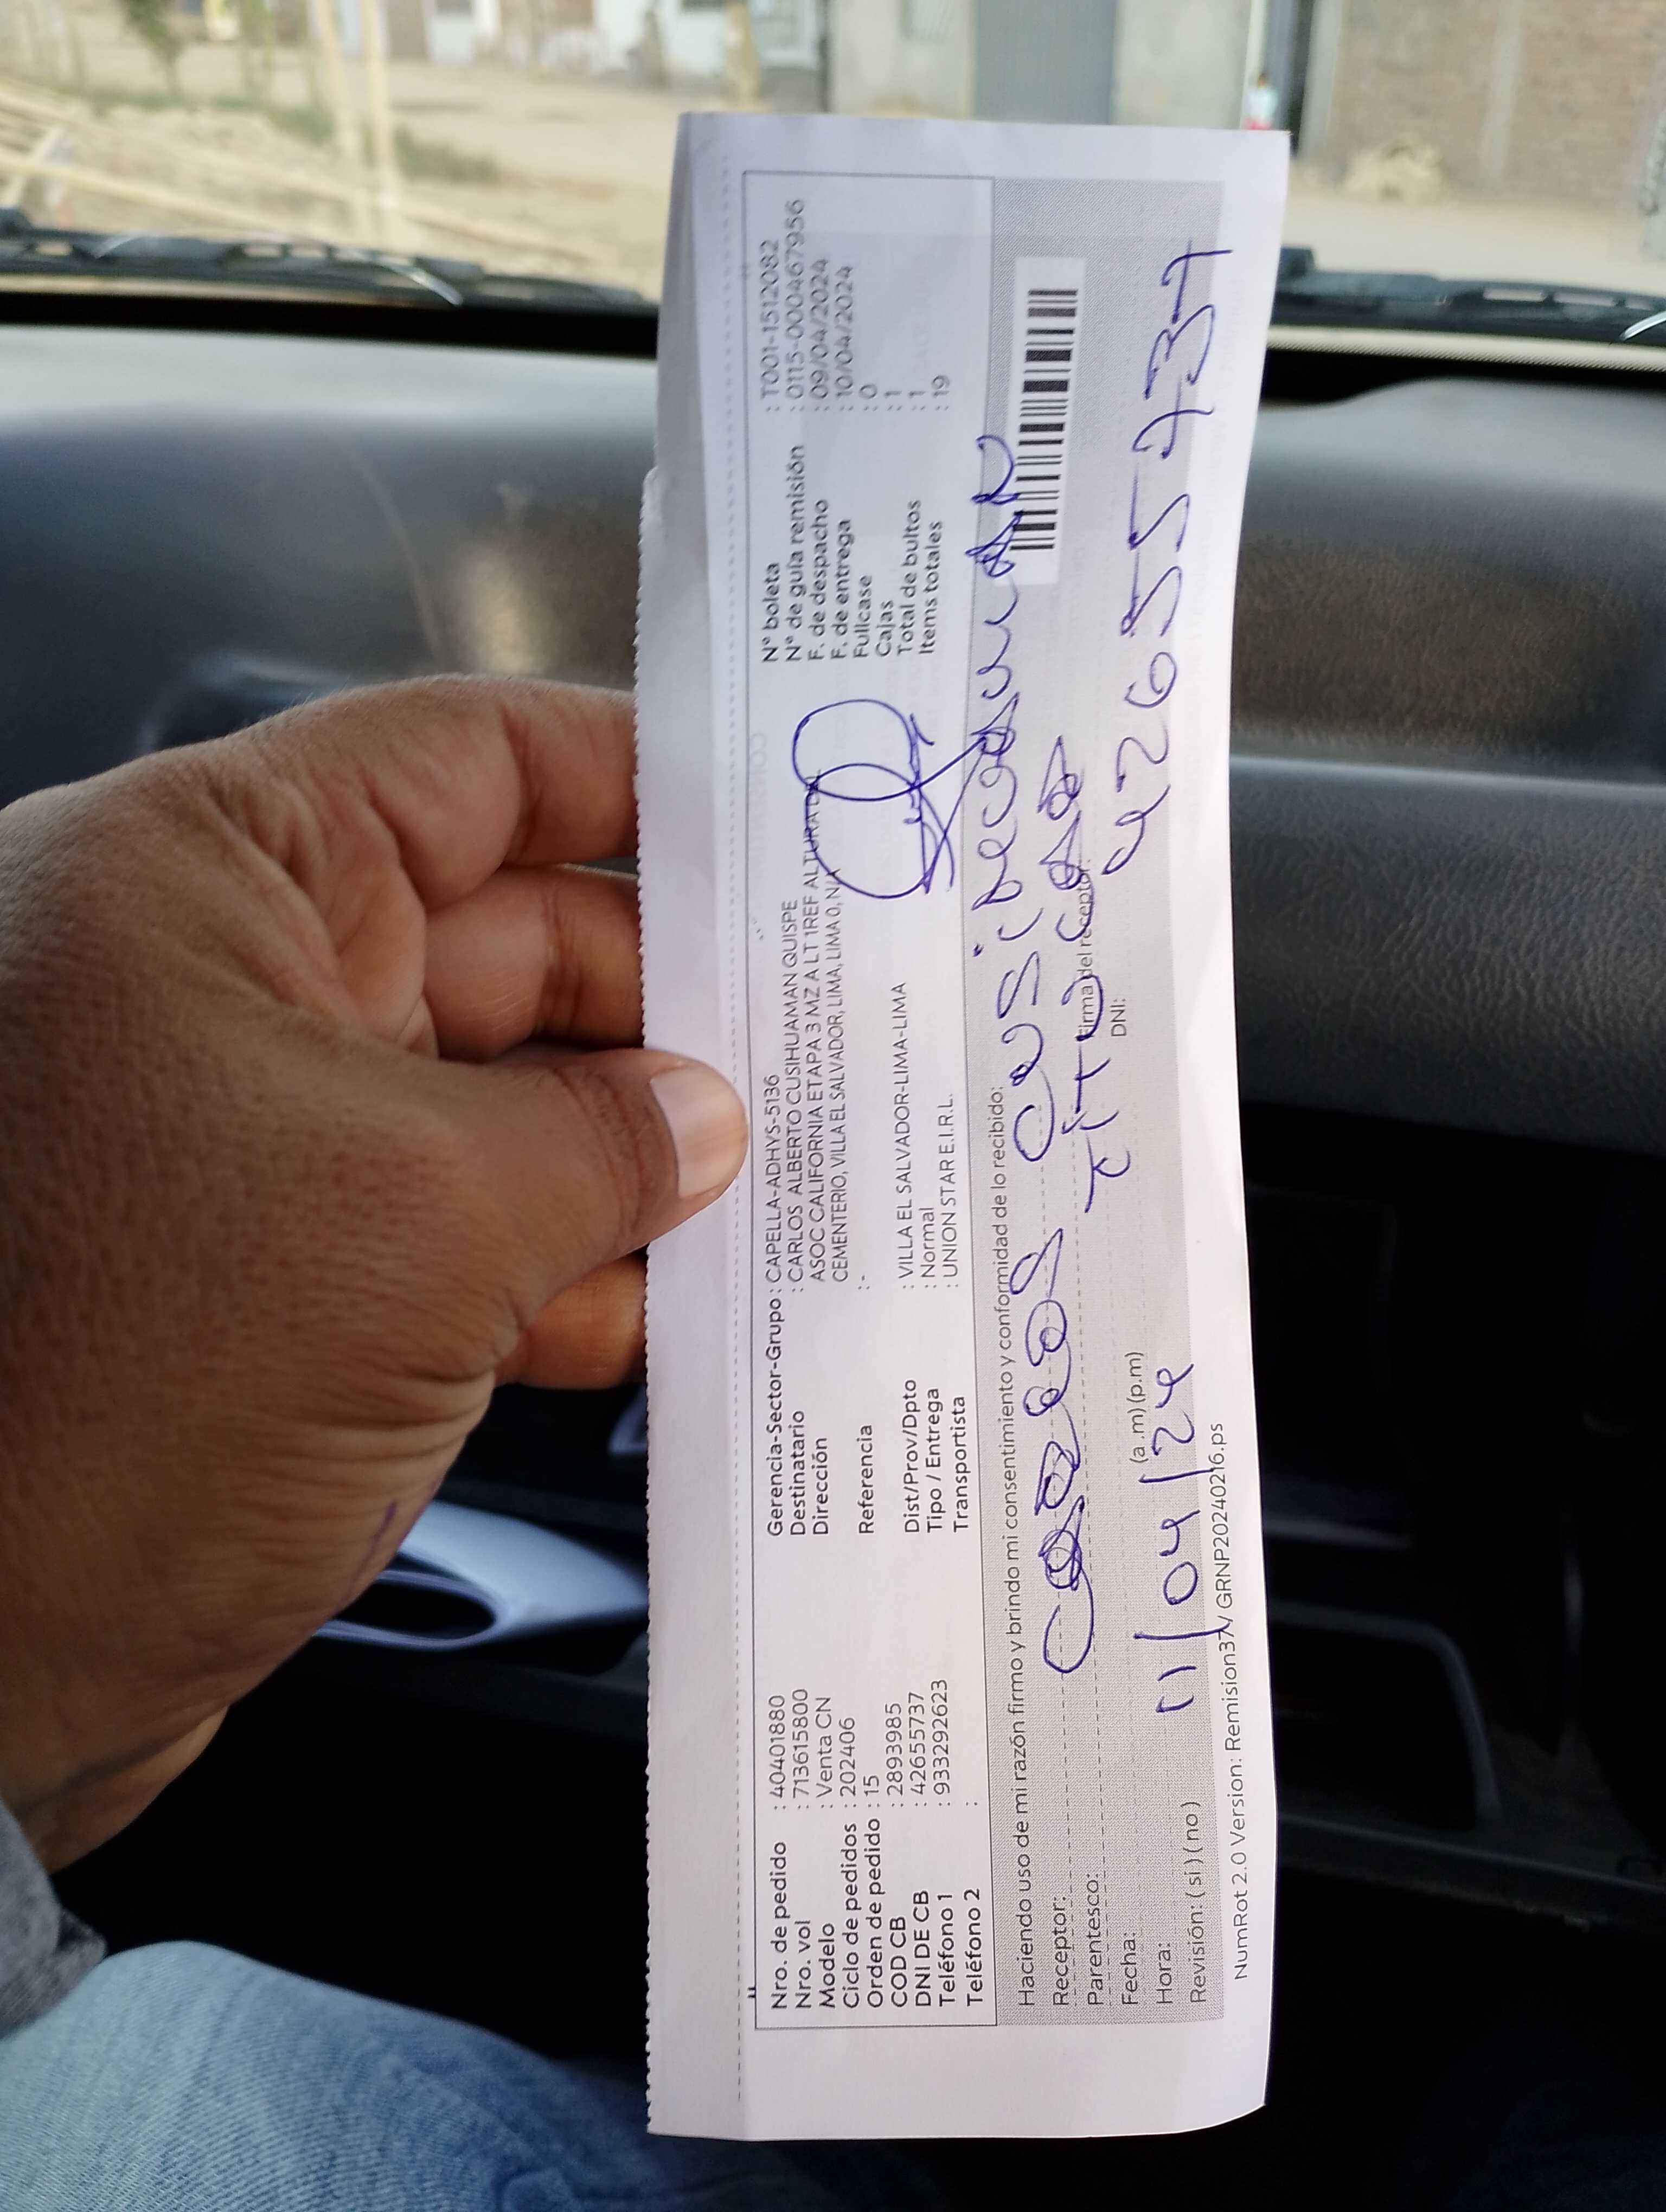 Nro. de pedido : 40401880
Nro. vol : 713615800
Modelo : Venta CN
Ciclo de pedidos : 202406
Orden de pedido : 15
COD CB : 2893985
DNI DE CB : 42655737
Teléfono 1 : 933292623
Teléfono 2 :
Gerencia-Sector-Grupo : CAPELLA-ADHYS-5136
Destinatario : CARLOS ALBERTO CUSIHUAMAN QUISPE
Dirección ASOC CALIFORNIA ETAPA 3 MZ A LT 1REF ALTURA
CEMENTERIO, VILLA EL SALVADOR, LIMA, LIMA 0, NA
Referencia : -
Dist/Prov/Dpto : VILLA EL SALVADOR-LIMA-LIMA
Tipo / Entrega : Normal
Transportista : UNION STAR E.I.R.L.
N° boleta : T001-1512082
N° de guía remisión : 0115-0004679956
F. de despacho : 09/04/2024
F. de entrega : 10/04/2024
Fullcase : 0
Cajas : 1
Total de bultos : 1
Items totales : 19
Haciendo uso de mi razón firmo y brindo mi consentimiento y conformidad de lo recibido:
Receptor: Carlos Cusihuaman
Parentesco: Titular
Firma del receptor:
Fecha: 11/04/24
DNI: 42655737
Hora: (a .m) (p.m)
Revisión: ( si ) ( no )
NumRot 2.0 Version: Remision37/ GRNP20240216.ps